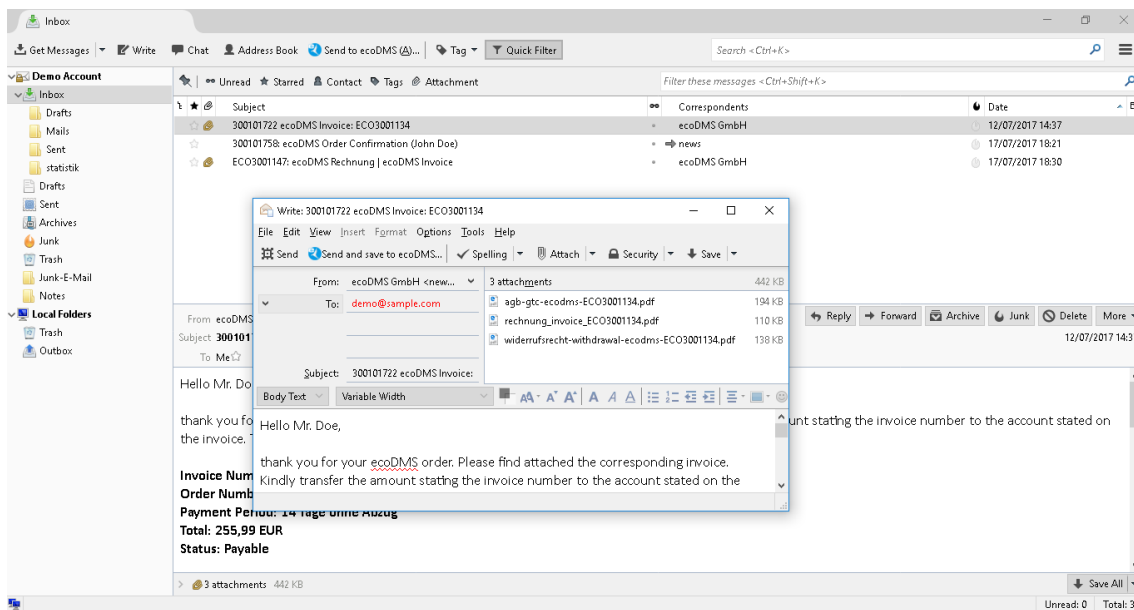 Inbox
Get Messages Write Chat Address Book Send to ecoDMS (A)... Tag Quick Filter Search <Ctrl+K>
Demo Account
Inbox
Drafts
Mails
Sent
statistik
Drafts
Sent
Archives
Junk
Trash
Junk-E-Mail
Notes
Local Folders
Trash
Outbox
Unread Starred Contact Tags Attachment Filter these messages <Ctrl+Shift+K>
Subject Correspondents Date
300101722 ecoDMS Invoice: ECO3001134 ecoDMS GmbH 12/07/2017 14:37
300101758: ecoDMS Order Confirmation (John Doe) news 17/07/2017 18:21
ECO3001147: ecoDMS Rechnung | ecoDMS Invoice ecoDMS GmbH 17/07/2017 18:30
Write: 300101722 ecoDMS Invoice: ECO3001134
File Edit View Insert Format Options Tools Help
Send Send and save to ecoDMS... Spelling Attach Security Save
From: ecoDMS GmbH <new...
To: demo@sample.com
Subject: 300101722 ecoDMS Invoice:
3 attachments 442 KB
agb-gtc-ecodms-ECO3001134.pdf 194 KB
rechnung_invoice_ECO3001134.pdf 110 KB
widerrufsrecht-withdrawal-ecodms-ECO3001134.pdf 138 KB
Body Text Variable Width
Hello Mr. Doe,
thank you for your ecoDMS order. Please find attached the corresponding invoice.
Kindly transfer the amount stating the invoice number to the account stated on the
From ecoDMS Reply Forward Archive Junk Delete More
Subject 300101 12/07/2017 14:3
To Me
Hello Mr. Do
thank you fo unt stating the invoice number to the account stated on
the invoice.
Invoice Num
Order Numb
Payment Period: 14 Tage ohne Abzug
Total: 255,99 EUR
Status: Payable
3 attachments 442 KB Save All
Unread: 0 Total: 3